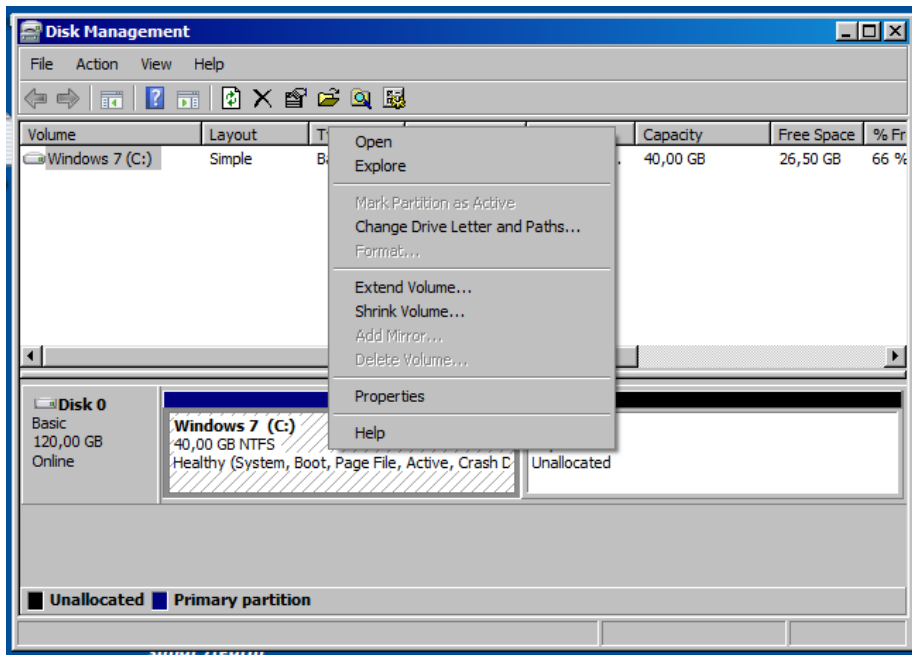 Disk Management
File Action View Help
Volume Layout Capacity Free Space % Fr
Windows 7 (C:) Simple 40,00 GB 26,50 GB 66 %
Open
Explore
Mark Partition as Active
Change Drive Letter and Paths...
Format...
Extend Volume...
Shrink Volume...
Add Mirror...
Delete Volume...
Properties
Help
Disk 0
Basic
120,00 GB
Online
Windows 7 (C:)
40,00 GB NTFS
Healthy (System, Boot, Page File, Active, Crash D
Unallocated
Unallocated Primary partition